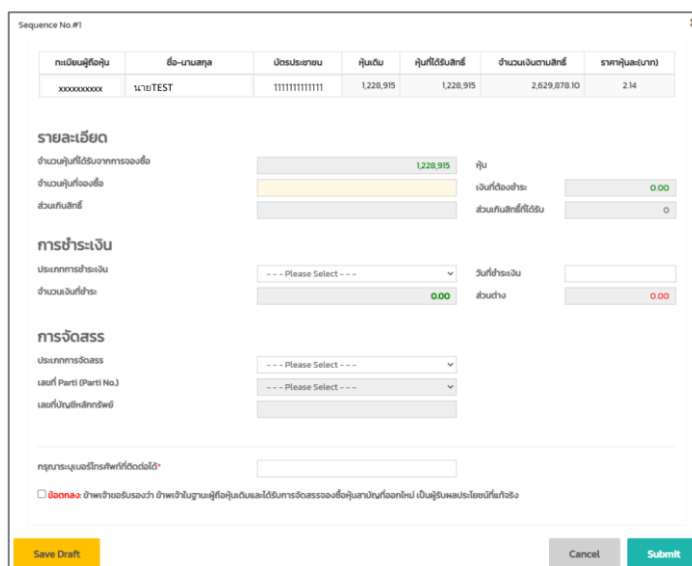 Sequence No.#1
ทะเบียนผู้ถือหุ้น ชื่อ-นามสกุล บัตรประชาชน หุ้นเดิม หุ้นที่ได้รับสิทธิ์ จำนวนเงินตามสิทธิ์ ราคาหุ้นละ(บาท)
xxxxxxxxxx นายTEST 1111111111111 1,228,915 1,228,915 2,629,878.10 2.14
รายละเอียด
จำนวนหุ้นที่ได้รับจากการจองซื้อ 1,228,915 หุ้น
จำนวนหุ้นที่จองซื้อ เงินที่ต้องชำระ 0.00
ส่วนเกินสิทธิ์ ส่วนเกินสิทธิ์ที่ได้รับ 0
การชำระเงิน
ประเภทการชำระเงิน - - - Please Select - - - วันที่ชำระเงิน
จำนวนเงินที่ชำระ 0.00 ส่วนต่าง 0.00
การจัดสรร
ประเภทการจัดสรร - - - Please Select - - -
เลขที่ Parti (Parti No.) - - - Please Select - - -
เลขที่บัญชีหลักทรัพย์
กรุณาระบุเบอร์โทรศัพท์ที่ติดต่อได้*
ข้อตกลง: ข้าพเจ้าขอรับรองว่า ข้าพเจ้าในฐานะผู้ถือหุ้นเดิมและได้รับการจัดสรรจองซื้อหุ้นสามัญที่ออกใหม่ เป็นผู้รับผลประโยชน์ที่แท้จริง
Save Draft Cancel Submit